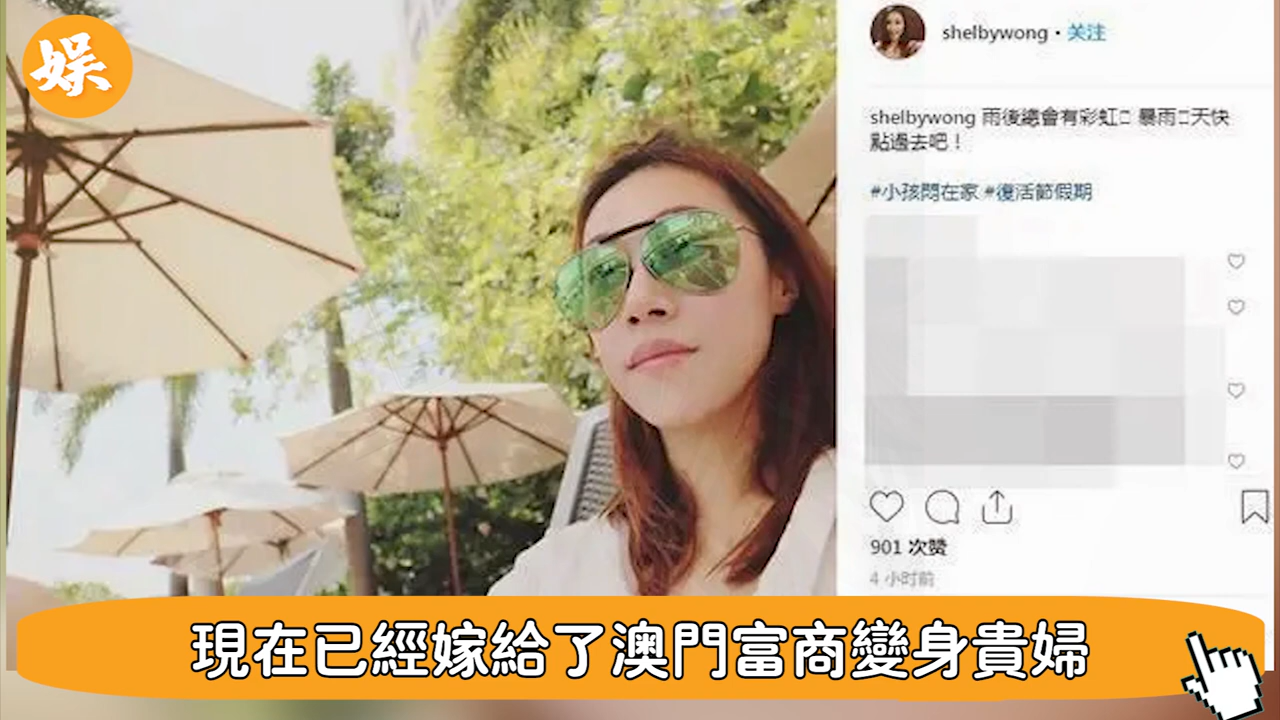 娱
shelbywong • 关注
shelbywong 雨後總會有彩虹 暴雨天快
點過去吧！
#小孩悶在家 #復活節假期
901 次赞
4 小时前
現在已經嫁給了澳門富商變身貴婦